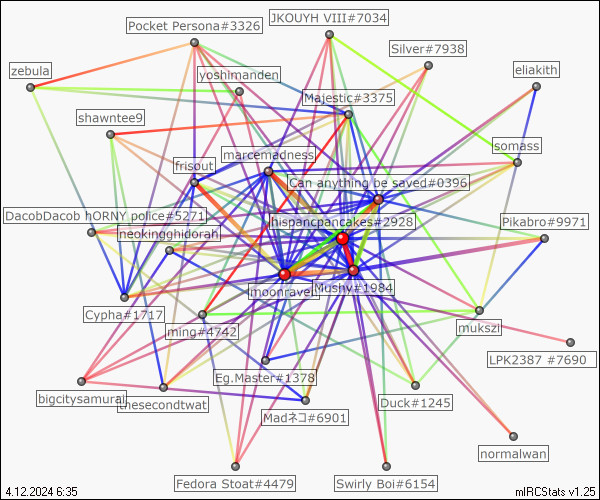 JKOUYH VIII#7034
Pocket Persona#3326
Silver#7938
zebula
yoshimanden
eliakith
Majestic#3375
shawntee9
somass
marcemadness
frisout
Can anything be saved#0396
DacobDacob hORNY police#5271
hispancpancakes#2928
Pikabro#9971
neokingghidorah
moonravel
Mushy#1984
Cypha#1717
ming#4742
mukszi
LPK2387 #7690
Eg.Master#1378
bigcitysamurai
thesecondtwat
Duck#1245
Madネコ#6901
normalwan
Fedora Stoat#4479
Swirly Boi#6154
4.12.2024 6:35
mIRCStats v1.25